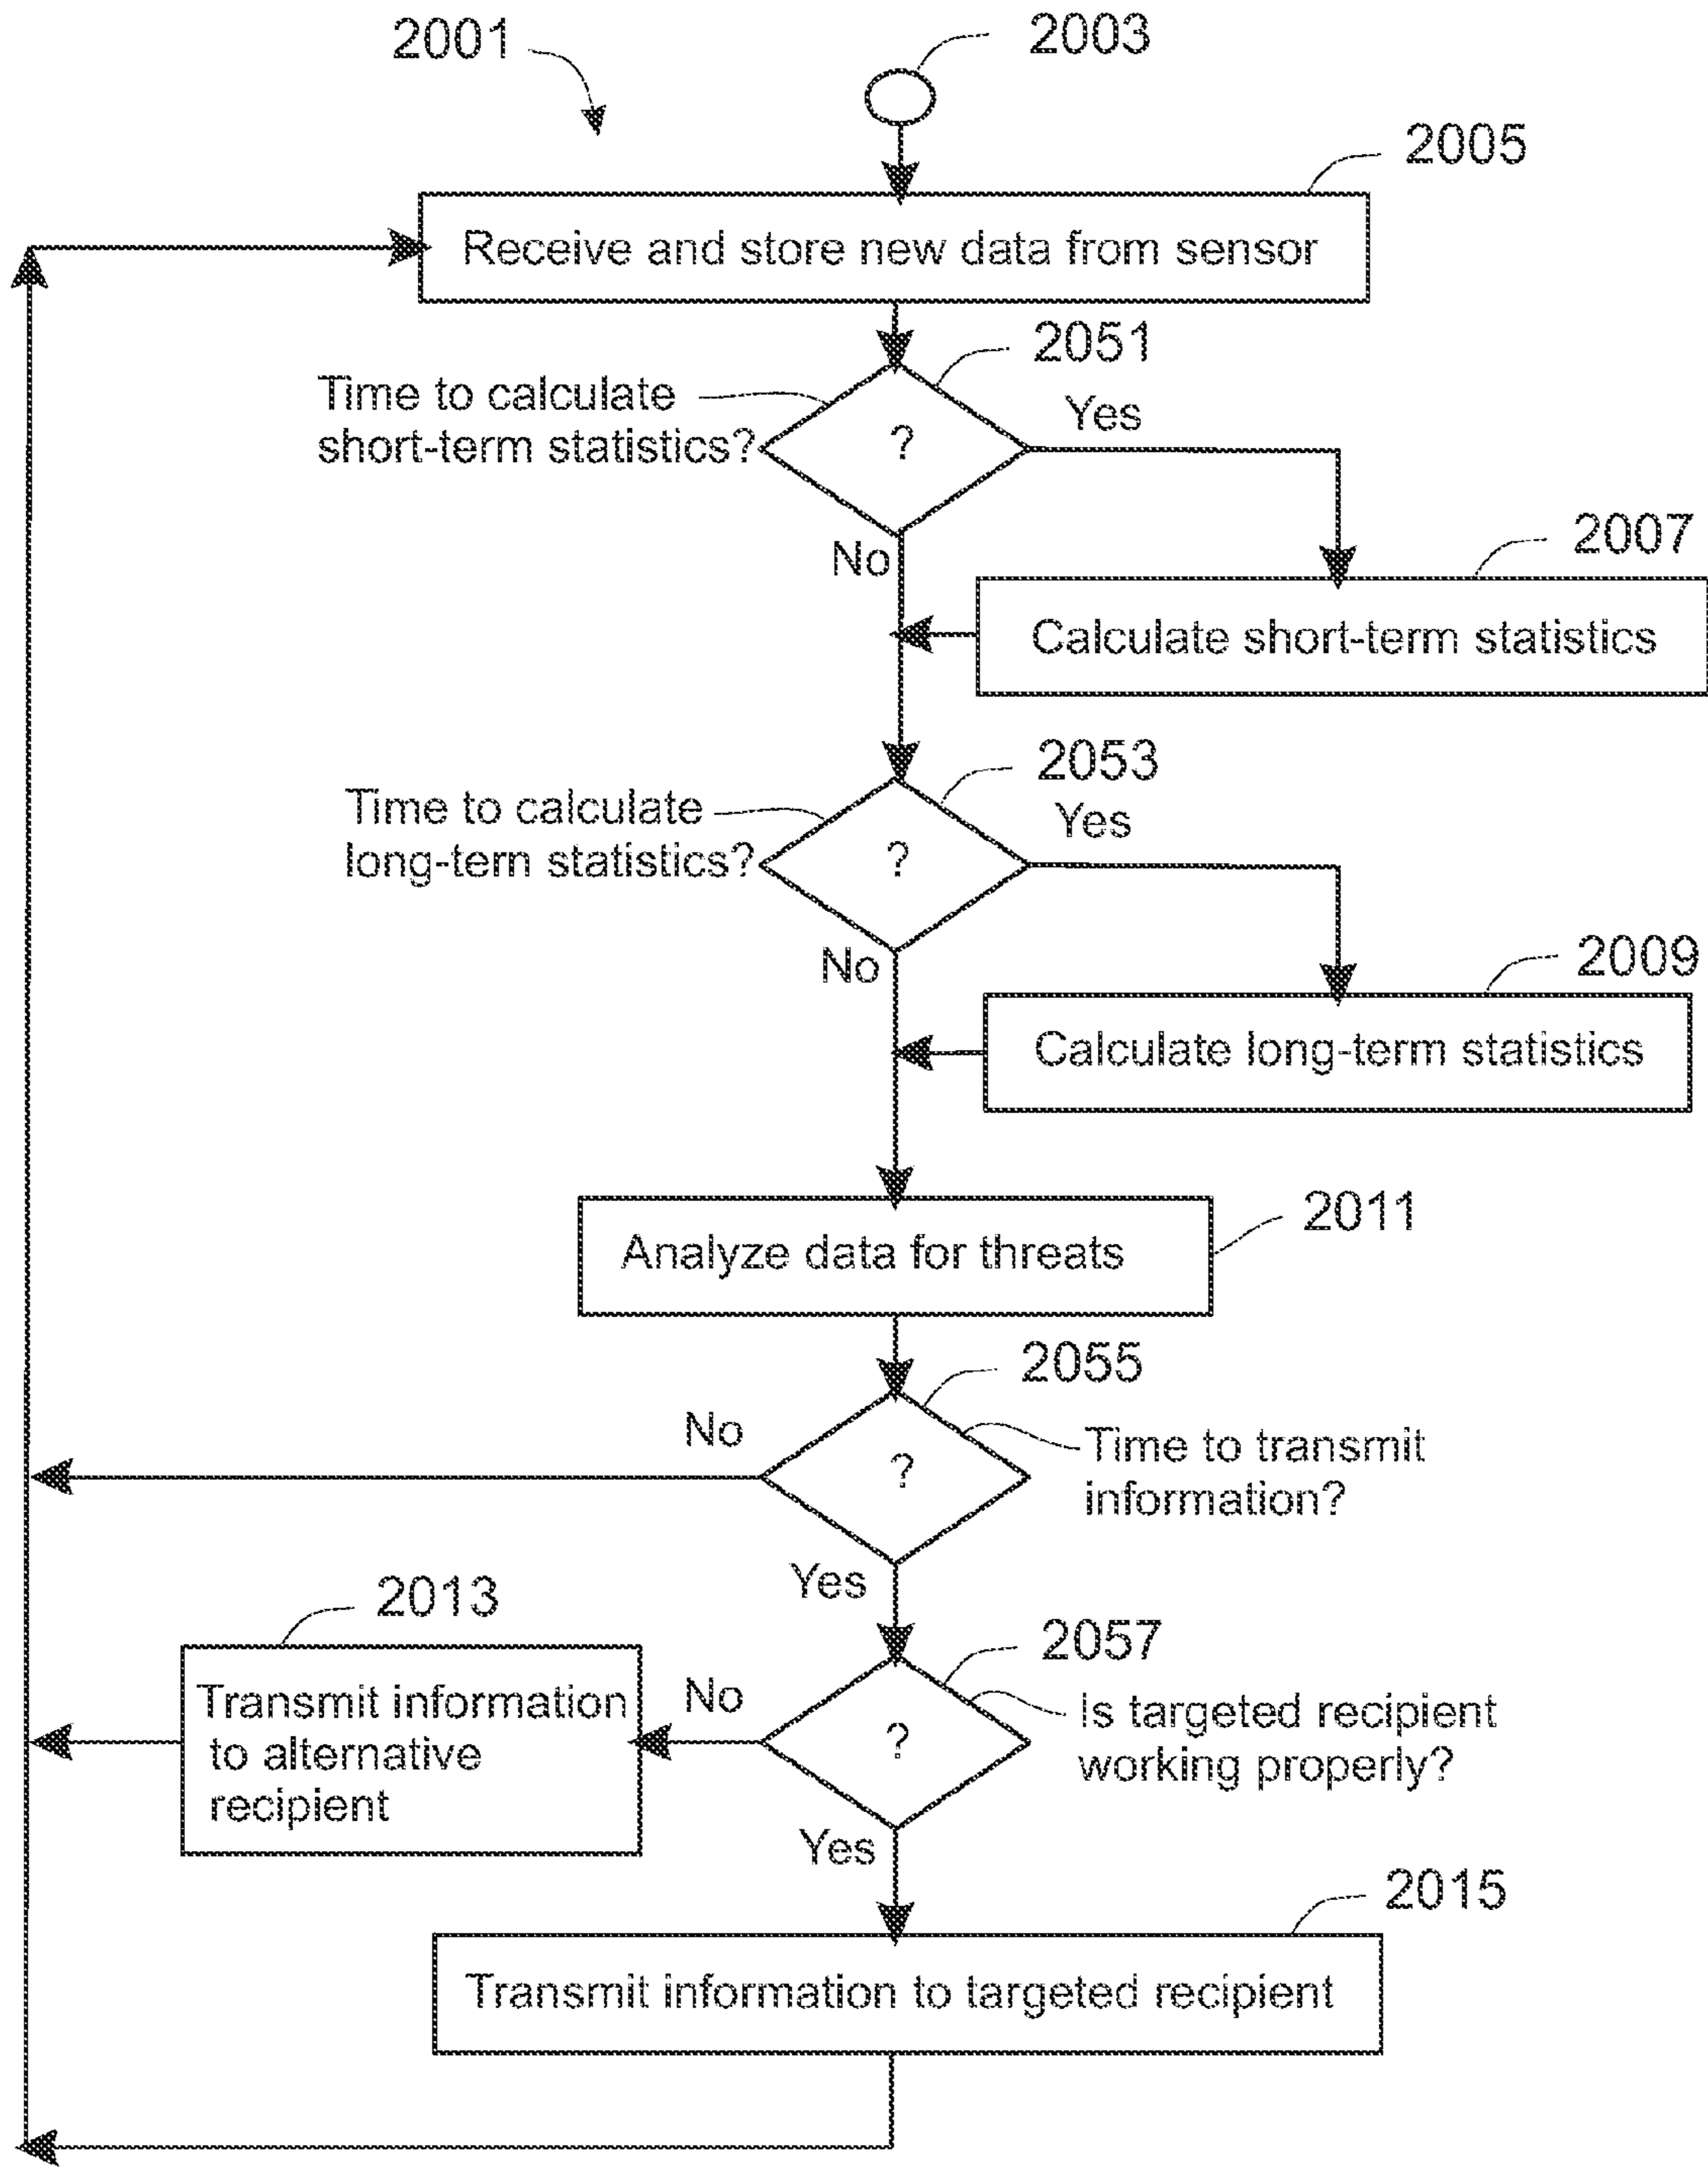 2001
2003
2005
Receive and store new data from sensor
2051
Time to calculate
short-term statistics?
?
Yes
No
2007
Calculate short-term statistics
2053
Time to calculate
long-term statistics?
?
Yes
No
2009
Calculate long-term statistics
2011
Analyze data for threats
2055
No
?
Time to transmit
information?
Yes
2013
Transmit information
to alternative
recipient
2057
No
?
Is targeted recipient
working properly?
Yes
2015
Transmit information to targeted recipient